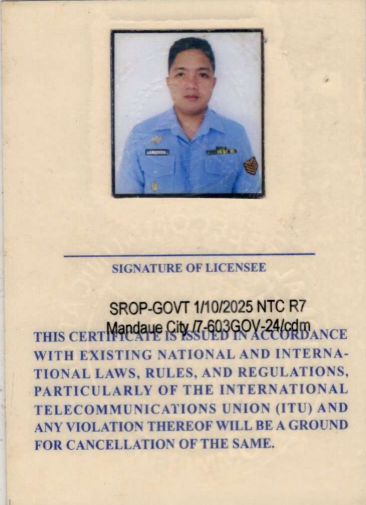 SIGNATURE OF LICENSEE
SROP-GOVT 1/10/2025 NTC R7
Mandaue City /7-603GOV-24/cdm
THIS CERTIFICATE IS ISSUED IN ACCORDANCE
WITH EXISTING NATIONAL AND INTERNA-
TIONAL LAWS, RULES, AND REGULATIONS,
PARTICULARLY OF THE INTERNATIONAL
TELECOMMUNICATIONS UNION (ITU) AND
ANY VIOLATION THEREOF WILL BE A GROUND
FOR CANCELLATION OF THE SAME.